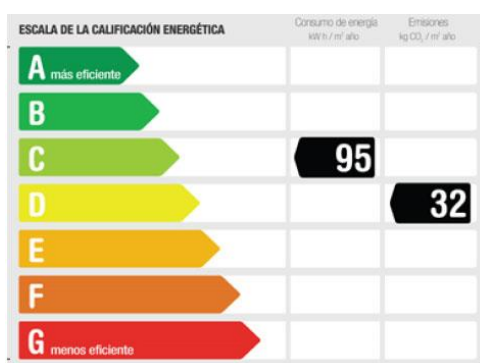 ESCALA DE LA CALIFICACIÓN ENERGÉTICA
Consumo de energía
kW h / m² año
Emisiones
kg CO₂ / m² año
A más eficiente
B
C 95
D 32
E
F
G menos eficiente